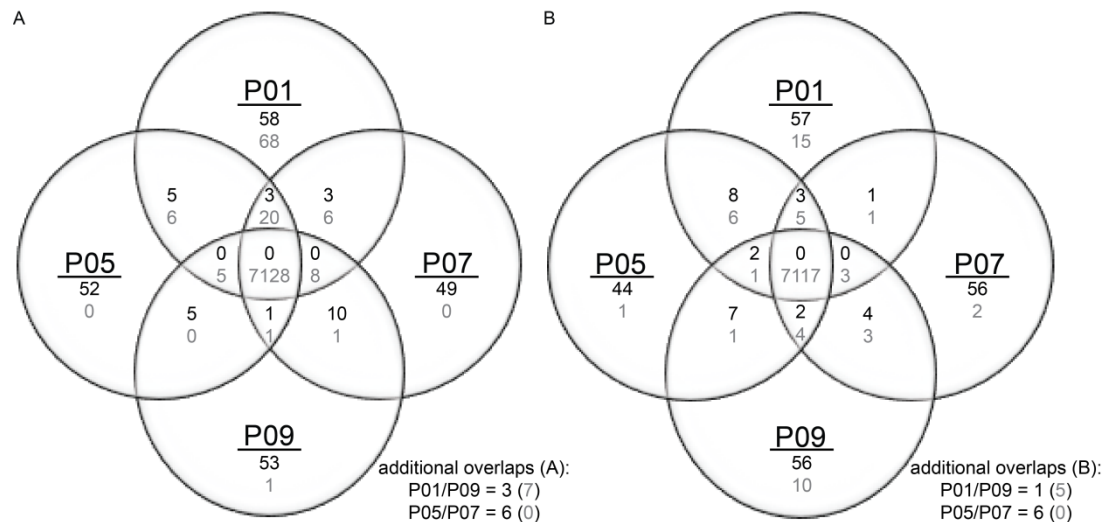 A B
P01 P01
58 57
68 15
5 3 3 8 3 1
6 20 6 6 5 1
0 0 0 2 0 0
P05 5 7128 8 P07 P05 1 7117 3 P07
52 49 44 56
0 0 1 2
5 1 10 7 2 4
0 1 1 1 4 3
P09 P09
53 56
1 10
additional overlaps (A): additional overlaps (B):
P01/P09 = 3 (7) P01/P09 = 1 (5)
P05/P07 = 6 (0) P05/P07 = 6 (0)